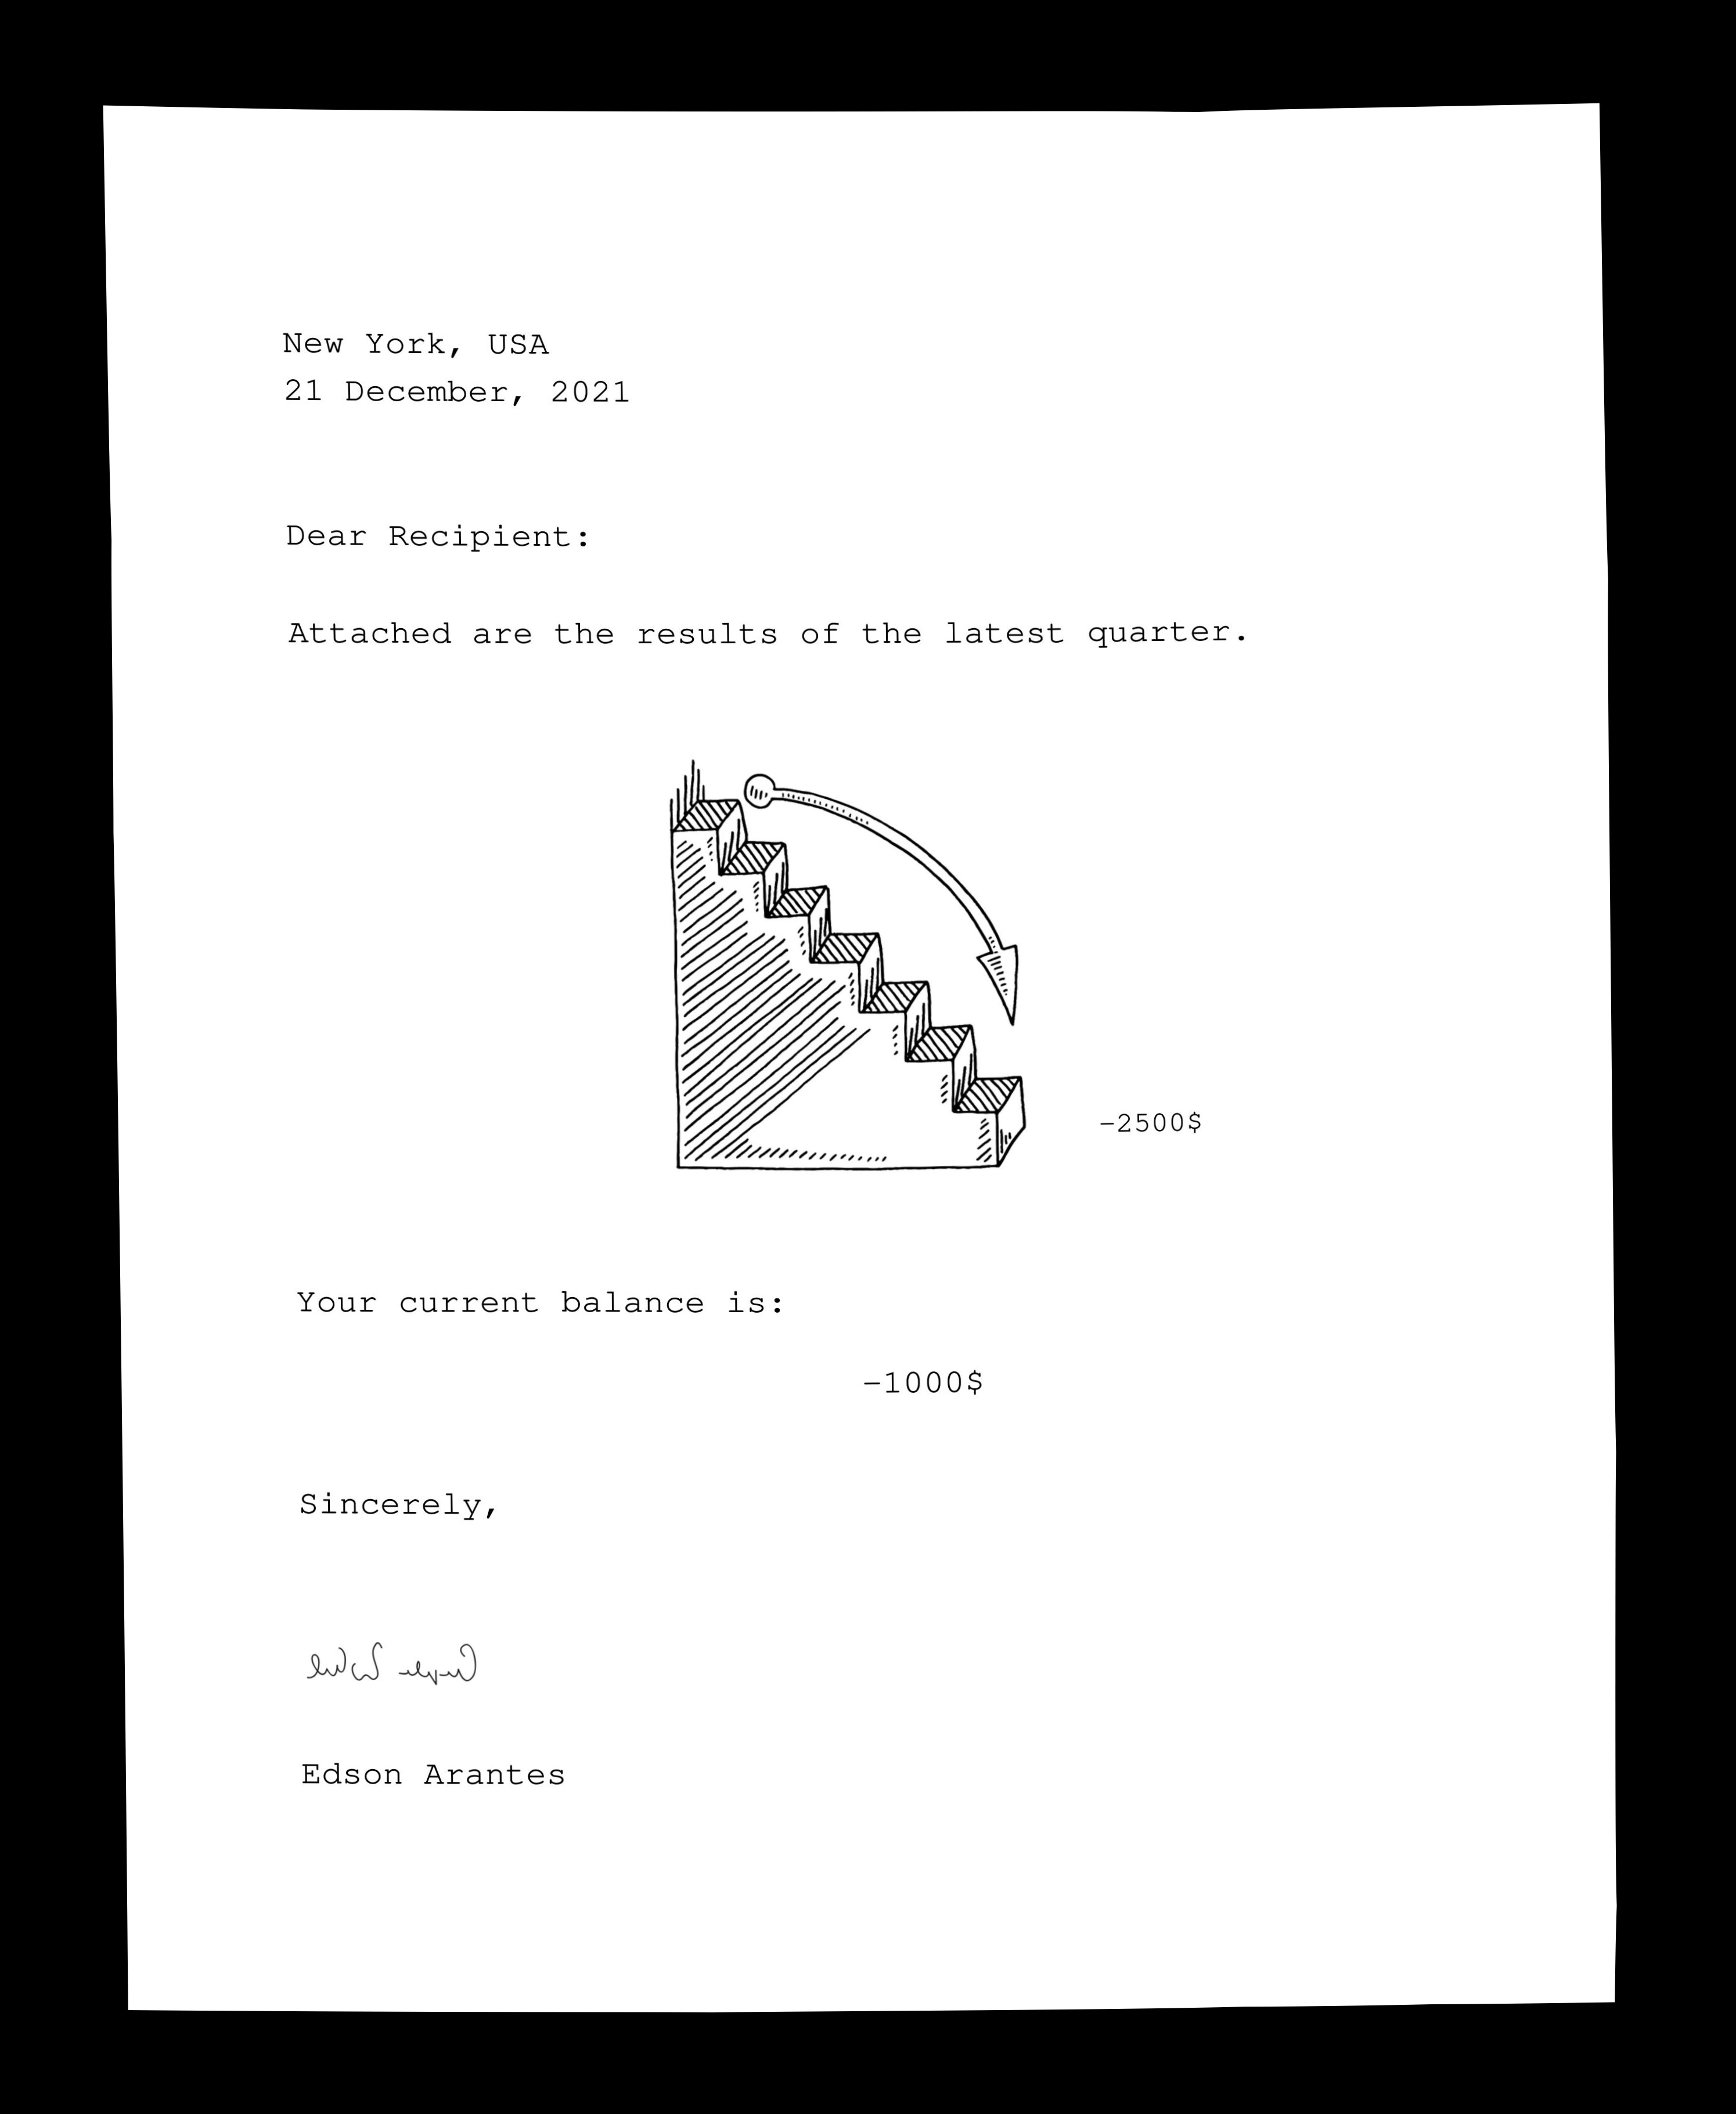 New York, USA
21 December, 2021
Dear Recipient:
Attached are the results of the latest quarter.
-2500$
Your current balance is:
-1000$
Sincerely,
Edson Arantes